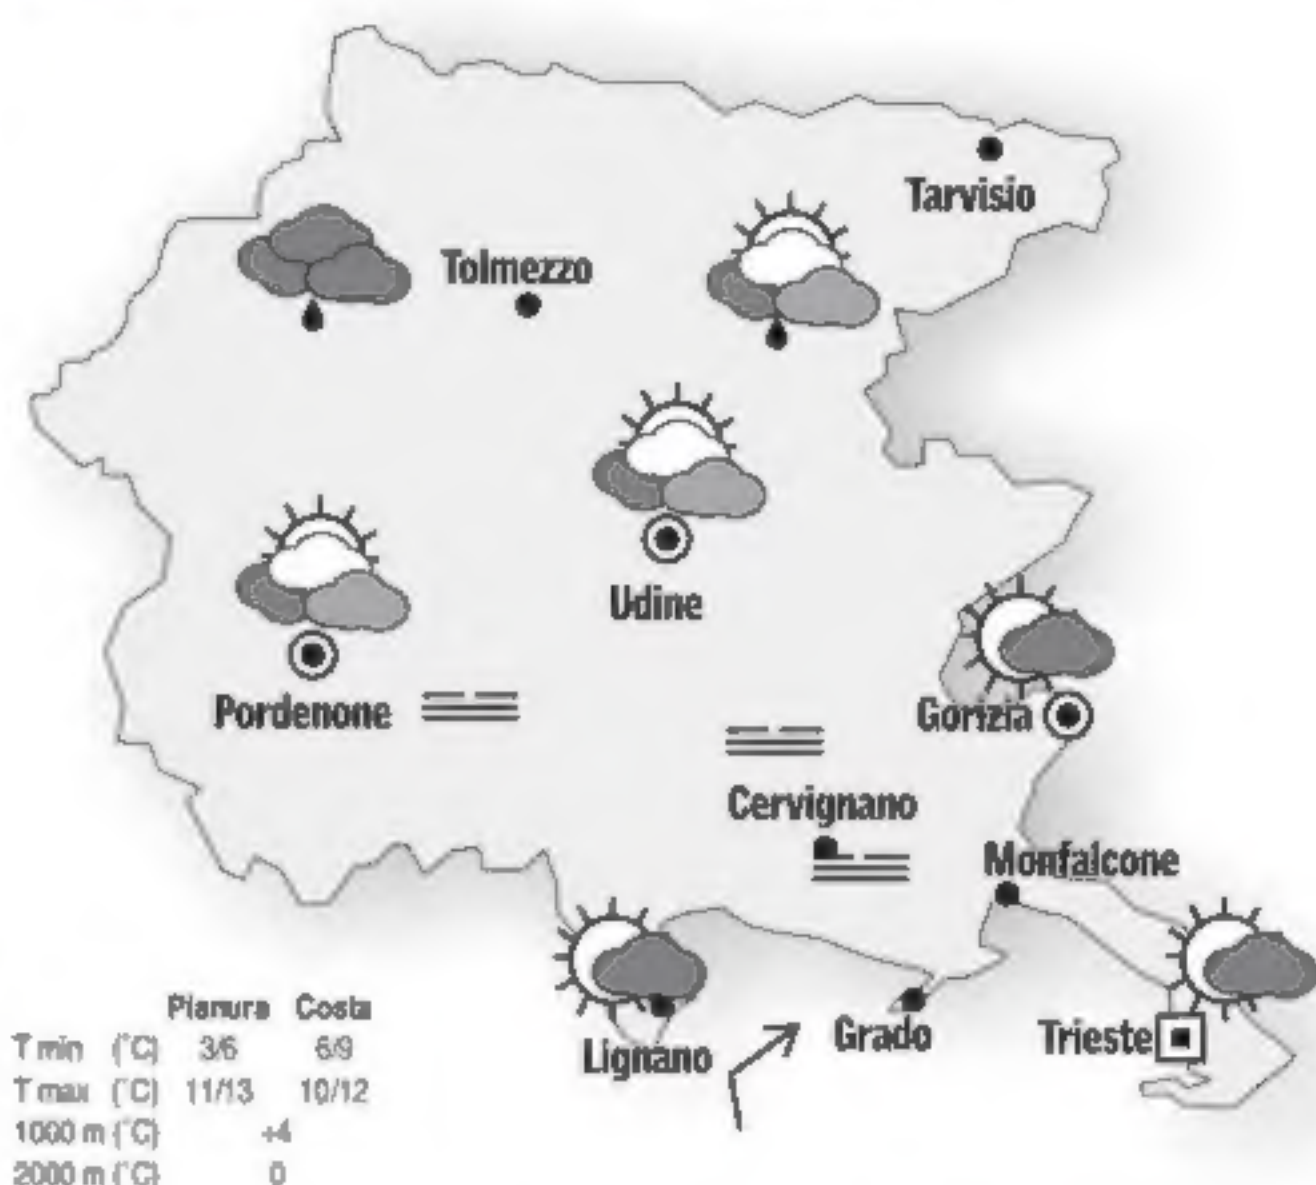 Tarvisio
Tolmezzo
Udine
Pordenone
Gorizia
Cervignano
Monfalcone
Lignano
Grado
Trieste
Pianura Costa
T min (°C) 3/6 6/9
T max (°C) 11/13 10/12
1000 m (°C) +4
2000 m (°C) 0